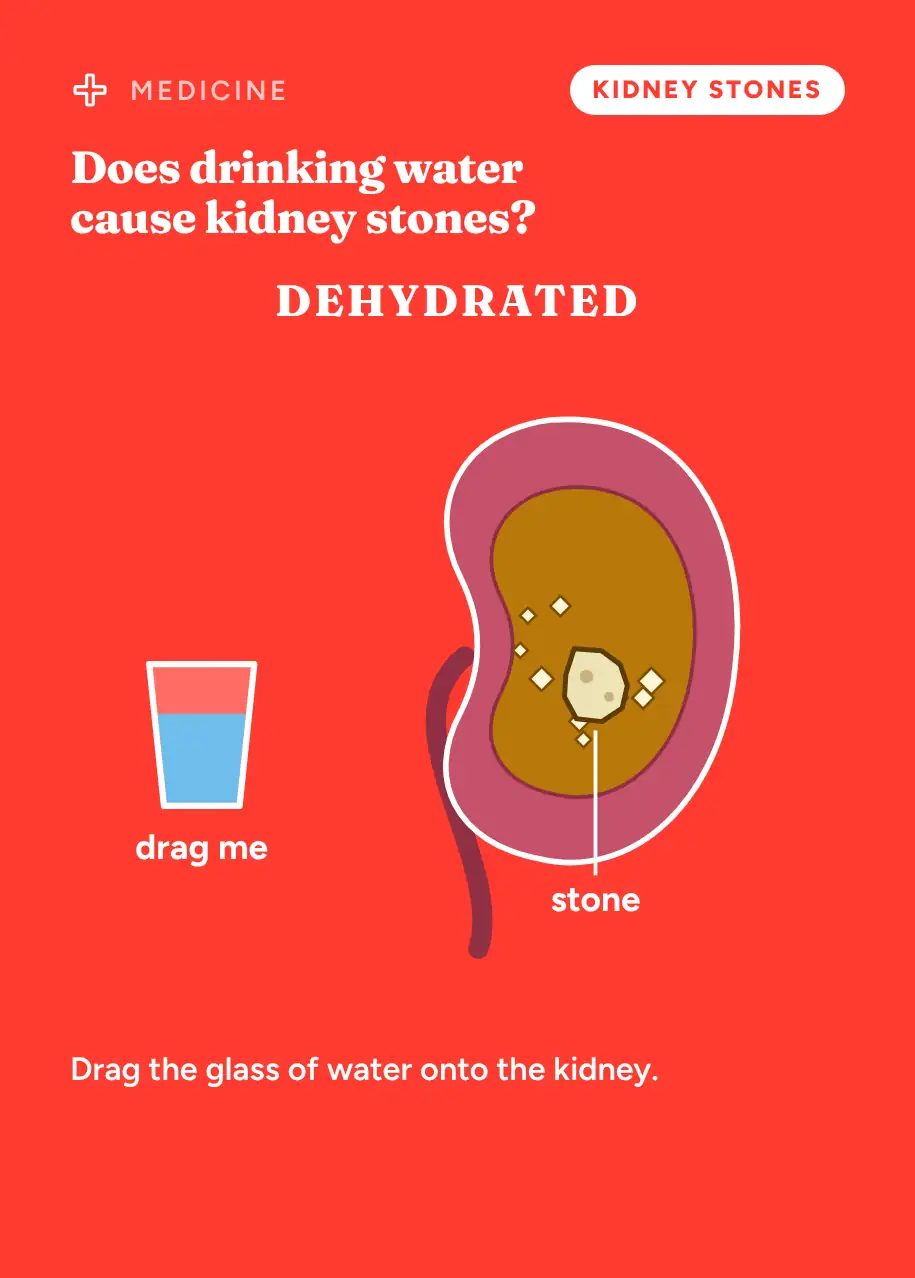 MEDICINE
KIDNEY STONES
Does drinking water
cause kidney stones?
DEHYDRATED
drag me
stone
Drag the glass of water onto the kidney.